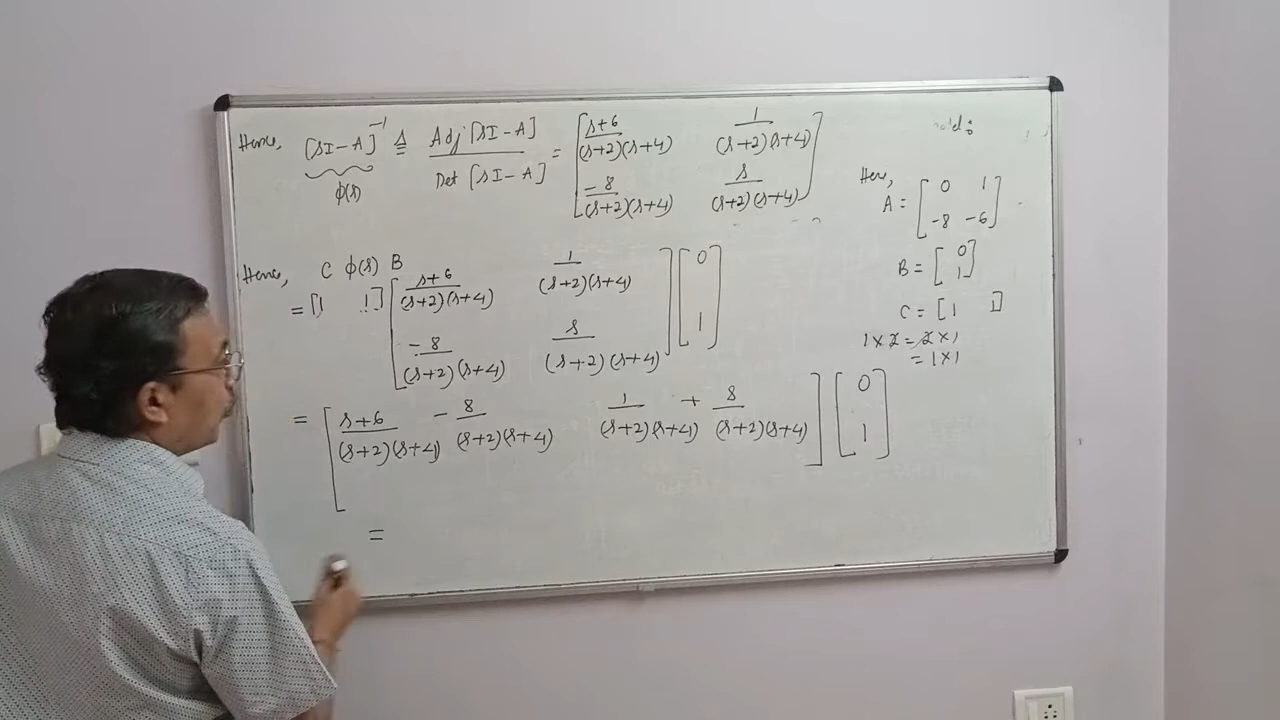 Hence, [sI-A]⁻¹ ≜ Adj [sI-A] / Det [sI-A] = [ s+6/(s+2)(s+4) 1/(s+2)(s+4) ; -8/(s+2)(s+4) s/(s+2)(s+4) ]
φ(s)
Hence, C φ(s) B
= [1 1] [ s+6/(s+2)(s+4) 1/(s+2)(s+4) ; -8/(s+2)(s+4) s/(s+2)(s+4) ] [ 0 ; 1 ]
= [ s+6/(s+2)(s+4) - 8/(s+2)(s+4) 1/(s+2)(s+4) + s/(s+2)(s+4) ] [ 0 ; 1 ]
=
Here,
A = [ 0 1 ; -8 -6 ]
B = [ 0 ; 1 ]
C = [1 1]
1×2 = 2×1
= 1×1